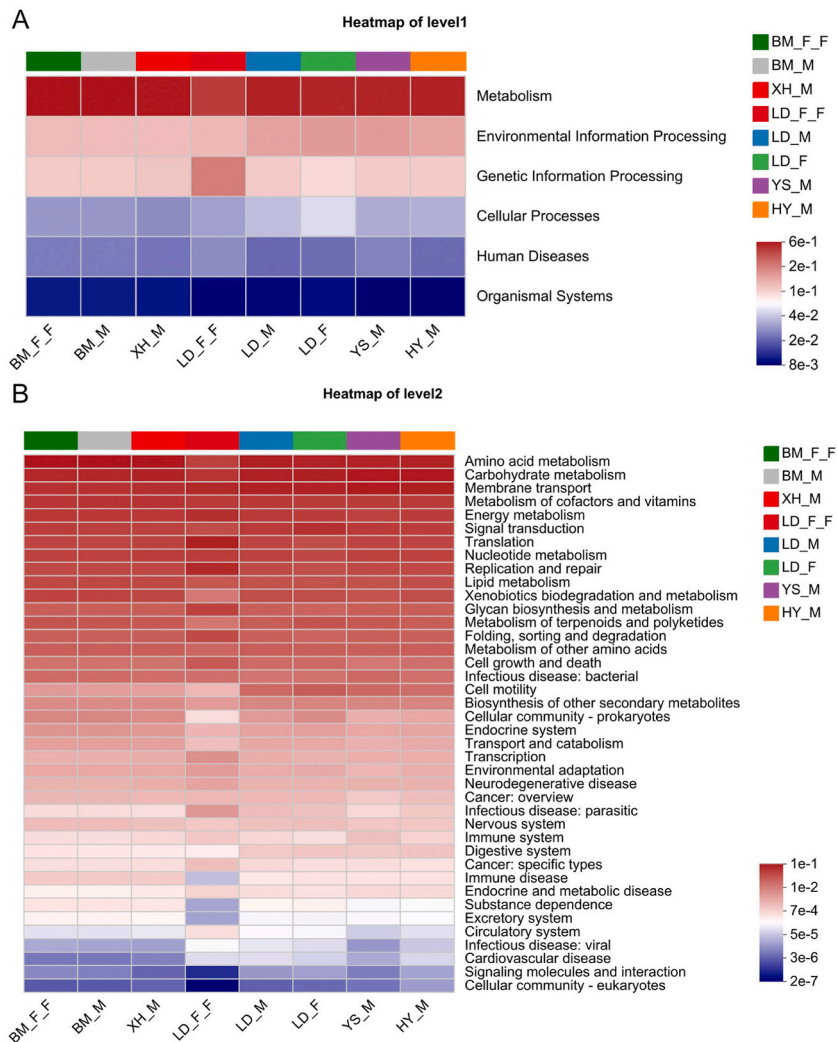 A
Heatmap of level1
BM_F_F
BM_M
XH_M
LD_F_F
LD_M
LD_F
YS_M
HY_M
Metabolism
Environmental Information Processing
Genetic Information Processing
Cellular Processes
Human Diseases
Organismal Systems
6e-1
2e-1
1e-1
4e-2
2e-2
8e-3
BM_F_F
BM_M
XH_M
LD_F_F
LD_M
LD_F
YS_M
HY_M
B
Heatmap of level2
BM_F_F
BM_M
XH_M
LD_F_F
LD_M
LD_F
YS_M
HY_M
Amino acid metabolism
Carbohydrate metabolism
Membrane transport
Metabolism of cofactors and vitamins
Energy metabolism
Signal transduction
Translation
Nucleotide metabolism
Replication and repair
Lipid metabolism
Xenobiotics biodegradation and metabolism
Glycan biosynthesis and metabolism
Metabolism of terpenoids and polyketides
Folding, sorting and degradation
Metabolism of other amino acids
Cell growth and death
Infectious disease: bacterial
Cell motility
Biosynthesis of other secondary metabolites
Cellular community - prokaryotes
Endocrine system
Transport and catabolism
Transcription
Environmental adaptation
Neurodegenerative disease
Cancer: overview
Infectious disease: parasitic
Nervous system
Immune system
Digestive system
Cancer: specific types
Immune disease
Endocrine and metabolic disease
Substance dependence
Excretory system
Circulatory system
Infectious disease: viral
Cardiovascular disease
Signaling molecules and interaction
Cellular community - eukaryotes
1e-1
1e-2
7e-4
5e-5
3e-6
2e-7
BM_F_F
BM_M
XH_M
LD_F_F
LD_M
LD_F
YS_M
HY_M